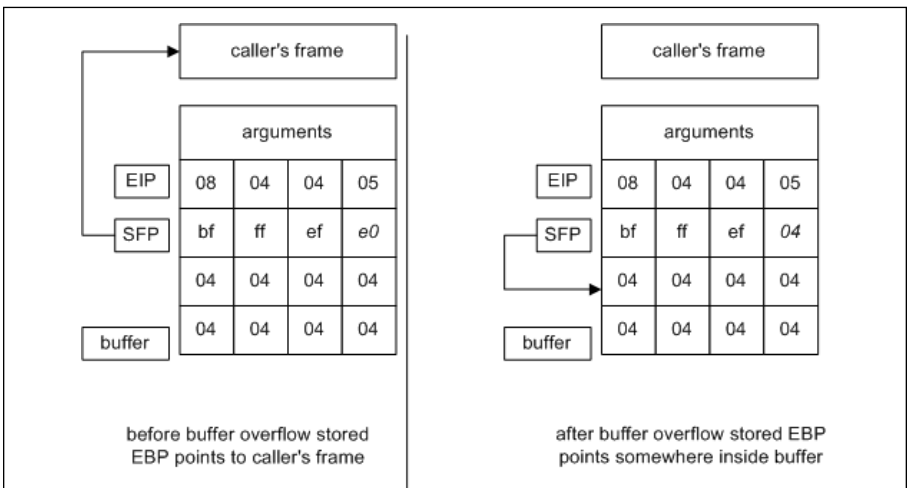 caller's frame
arguments
EIP 08 04 04 05
SFP bf ff ef e0
04 04 04 04
buffer 04 04 04 04
before buffer overflow stored
EBP points to caller's frame
caller's frame
arguments
EIP 08 04 04 05
SFP bf ff ef 04
04 04 04 04
buffer 04 04 04 04
after buffer overflow stored EBP
points somewhere inside buffer